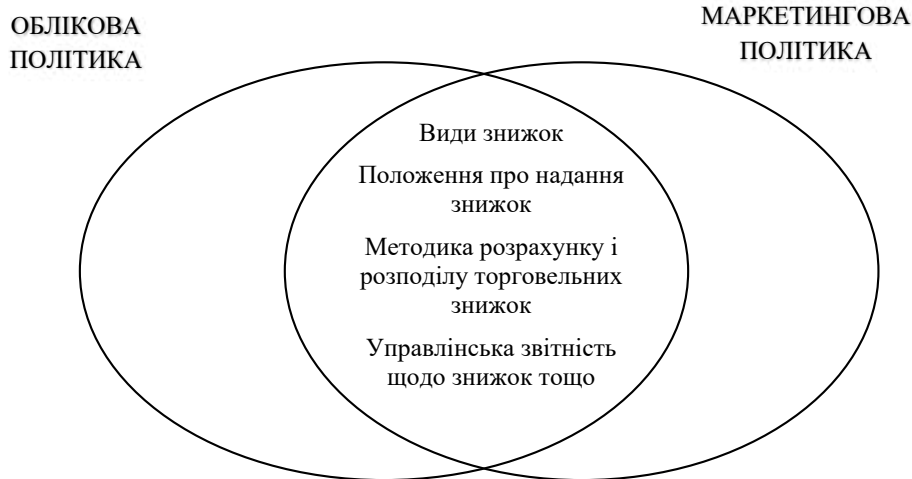 ОБЛІКОВА
ПОЛІТИКА
МАРКЕТИНГОВА
ПОЛІТИКА
Види знижок
Положення про надання
знижок
Методика розрахунку і
розподілу торговельних
знижок
Управлінська звітність
щодо знижок тощо